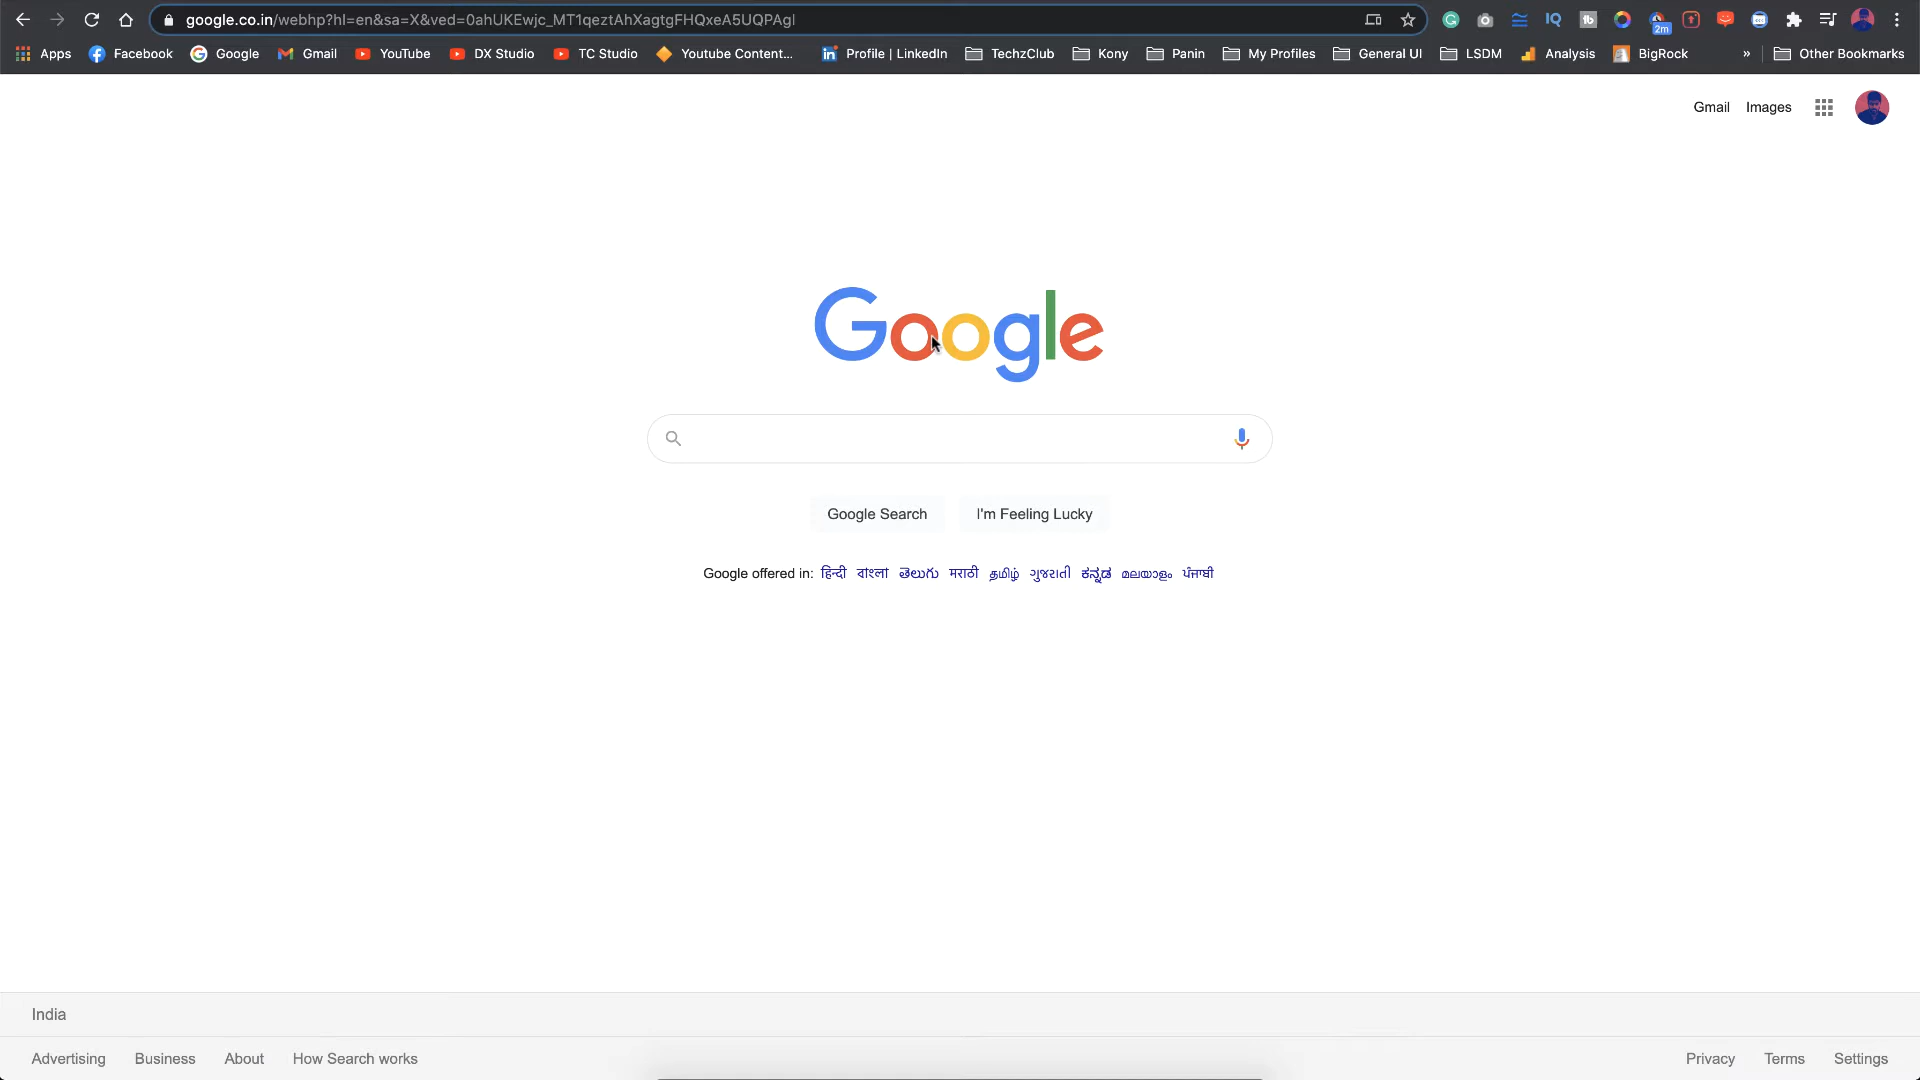 google.co.in/webhp?hl=en&sa=X&ved=0ahUKEwjc_MT1qeztAhXagtgFHQxeA5UQPAgI
2m
Apps Facebook Google Gmail YouTube DX Studio TC Studio Youtube Content... Profile | LinkedIn TechzClub Kony Panin My Profiles General UI LSDM Analysis BigRock » Other Bookmarks
Gmail Images
Google
Google Search I'm Feeling Lucky
Google offered in: हिन्दी বাংলা తెలుగు मराठी தமிழ் ગુજરાતી ಕನ್ನಡ മലയാളം ਪੰਜਾਬੀ
India
Advertising Business About How Search works Privacy Terms Settings